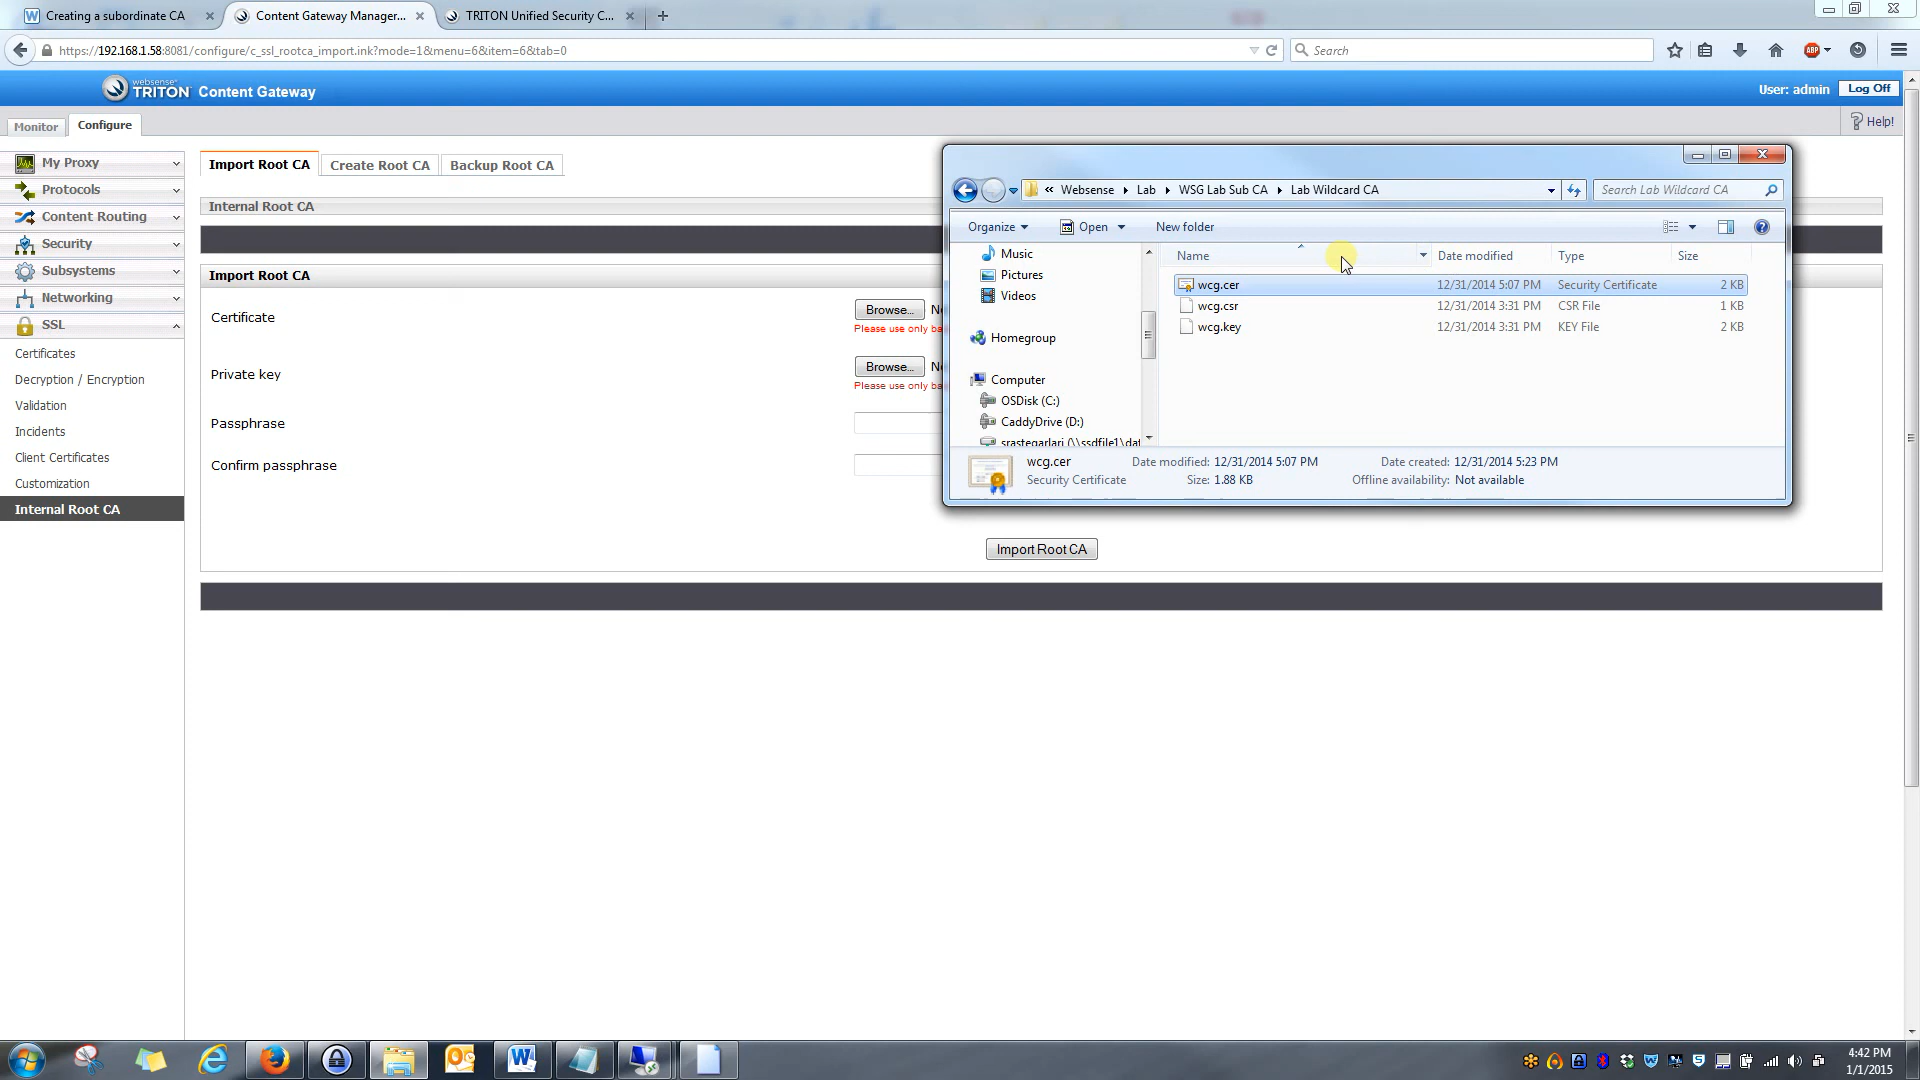 Creating a subordinate CA
Content Gateway Manager...
TRITON Unified Security C...
https://192.168.1.58:8081/configure/c_ssl_rootca_import.ink?mode=1&menu=6&item=6&tab=0
Search
ABP
websense
TRITON Content Gateway
User: admin
Log Off
Monitor
Configure
Help!
My Proxy
Protocols
Content Routing
Security
Subsystems
Networking
SSL
Certificates
Decryption / Encryption
Validation
Incidents
Client Certificates
Customization
Internal Root CA
Import Root CA
Create Root CA
Backup Root CA
Internal Root CA
Import Root CA
Certificate
Browse...
Please use only ba
Private key
Browse...
Please use only ba
Passphrase
Confirm passphrase
Import Root CA
« Websense Lab WSG Lab Sub CA Lab Wildcard CA
Search Lab Wildcard CA
Organize Open New folder
Music
Pictures
Videos
Homegroup
Computer
OSDisk (C:)
CaddyDrive (D:)
srastegarlari (\\ssdfile1\dat
Name Date modified Type Size
wcg.cer 12/31/2014 5:07 PM Security Certificate 2 KB
wcg.csr 12/31/2014 3:31 PM CSR File 1 KB
wcg.key 12/31/2014 3:31 PM KEY File 2 KB
wcg.cer Date modified: 12/31/2014 5:07 PM Date created: 12/31/2014 5:23 PM
Security Certificate Size: 1.88 KB Offline availability: Not available
4:42 PM
1/1/2015